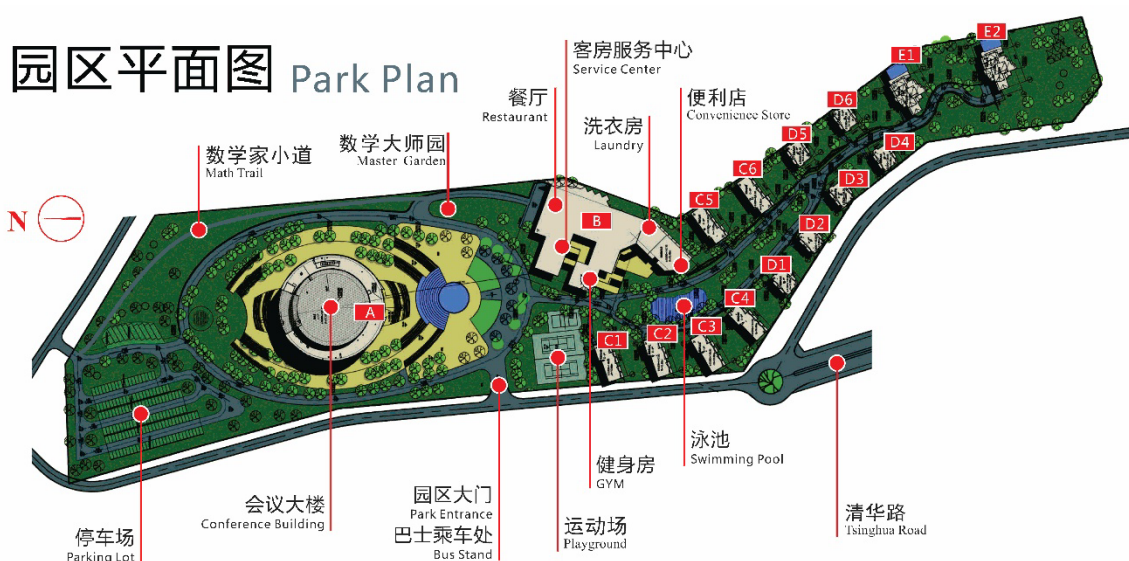 园区平面图 Park Plan
客房服务中心
Service Center
餐厅
Restaurant
洗衣房
Laundry
便利店
Convenience Store
数学大师园
Master Garden
数学家小道
Math Trail
N
E2
E1
D6
D5
D4
C6
D3
C5
B
D2
D1
A
C4
C3
C2
C1
泳池
Swimming Pool
健身房
GYM
园区大门
Park Entrance
巴士乘车处
Bus Stand
运动场
Playground
会议大楼
Conference Building
停车场
Parking Lot
清华路
Tsinghua Road